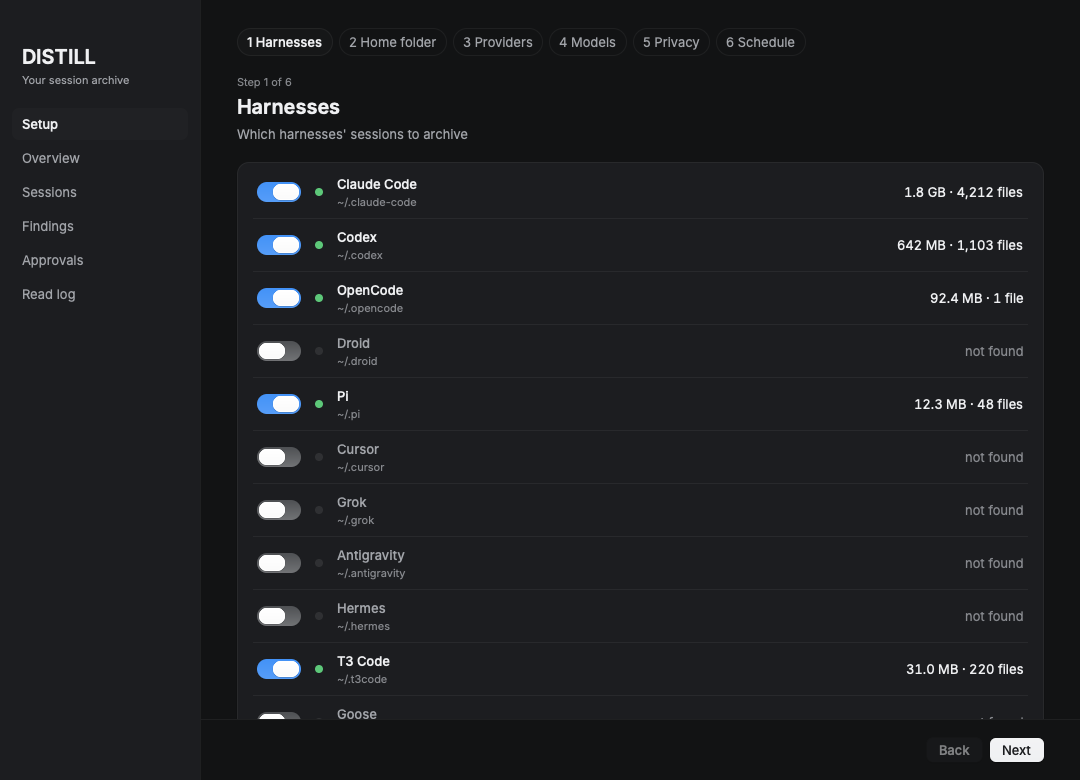 DISTILL
Your session archive
Setup
Overview
Sessions
Findings
Approvals
Read log
1 Harnesses
2 Home folder
3 Providers
4 Models
5 Privacy
6 Schedule
Step 1 of 6
Harnesses
Which harnesses' sessions to archive
Claude Code
~/.claude-code
1.8 GB · 4,212 files
Codex
~/.codex
642 MB · 1,103 files
OpenCode
~/.opencode
92.4 MB · 1 file
Droid
~/.droid
not found
Pi
~/.pi
12.3 MB · 48 files
Cursor
~/.cursor
not found
Grok
~/.grok
not found
Antigravity
~/.antigravity
not found
Hermes
~/.hermes
not found
T3 Code
~/.t3code
31.0 MB · 220 files
Goose
Back
Next